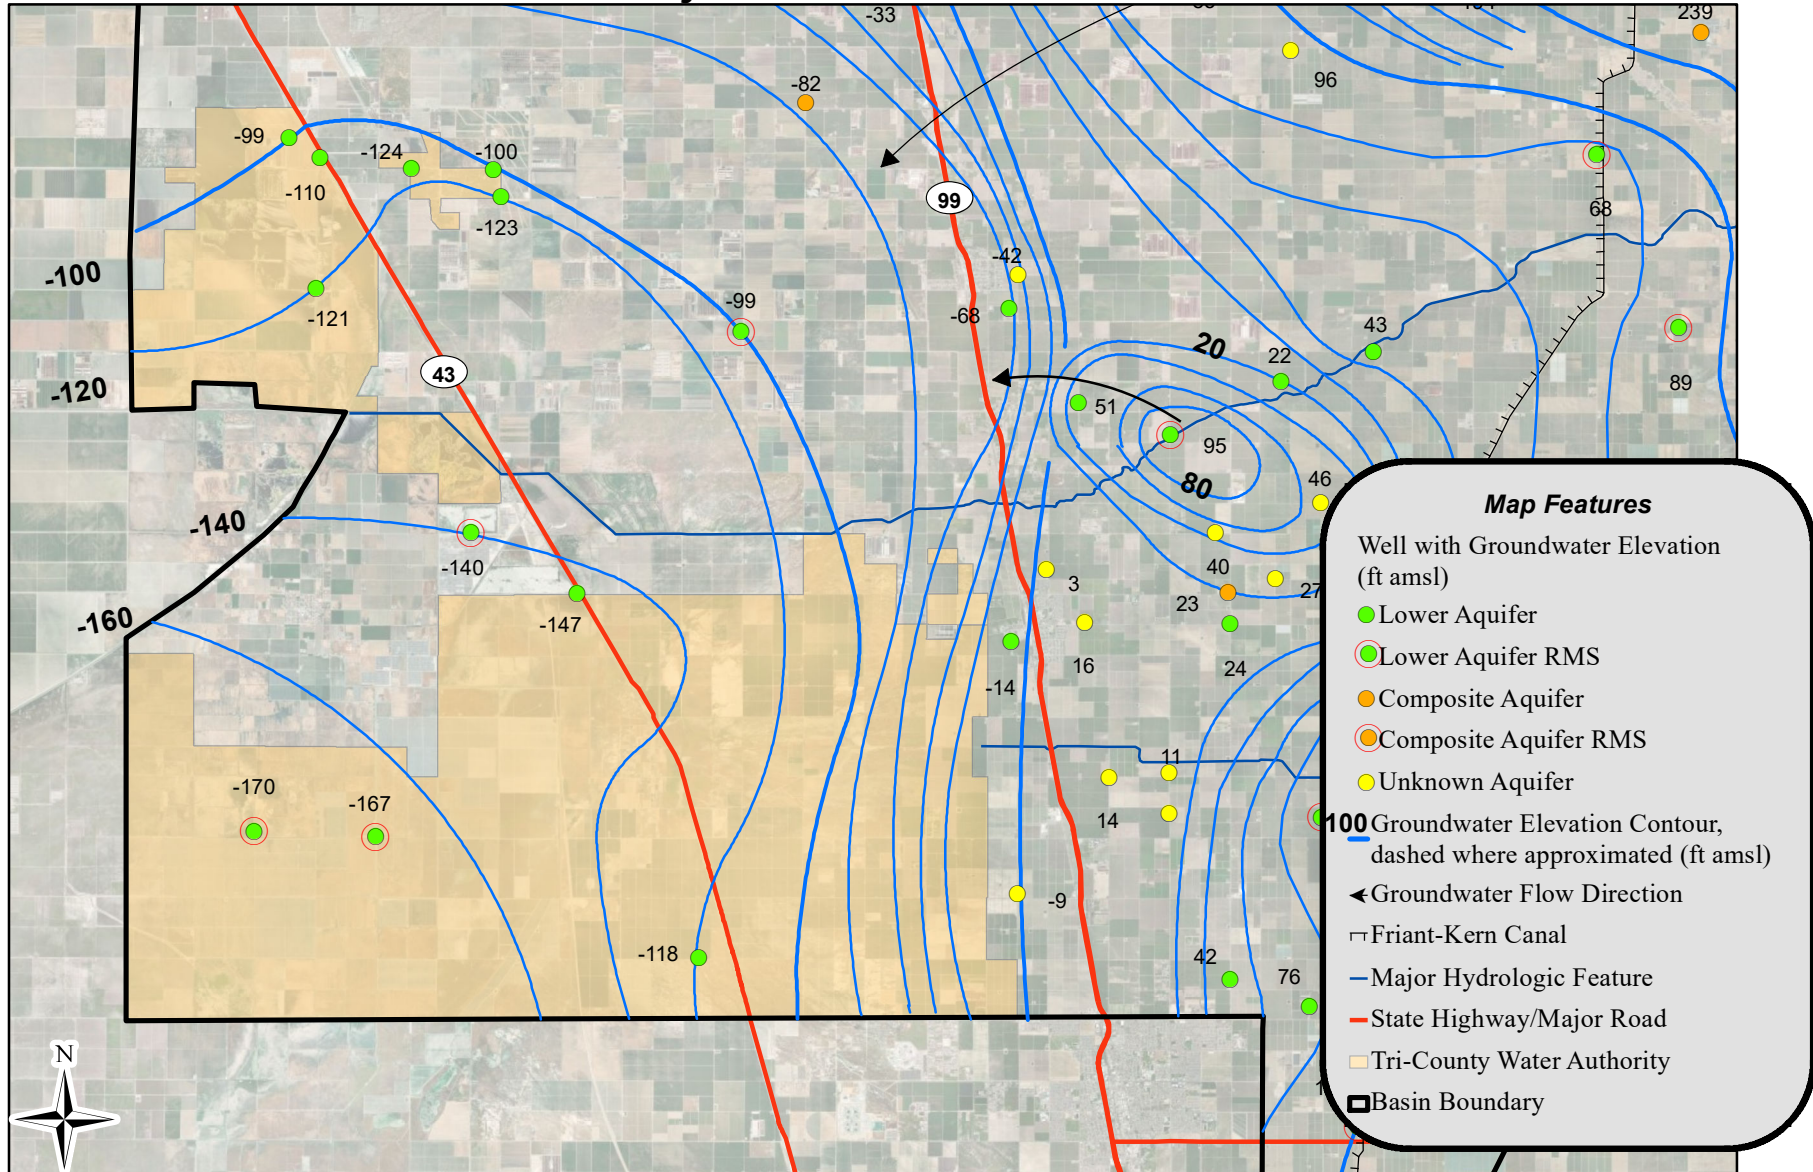 -33
239
-82
96
-99
-124
-100
-110
-123
99
68
-42
-100
-121
-99
-68
43
20
22
-120
43
51
89
95
80
46
-140
-140
40
3
23
27
-160
-147
16
24
-14
11
-170
-167
14
-9
-118
42
76
N
Map Features
Well with Groundwater Elevation
(ft amsl)
Lower Aquifer
Lower Aquifer RMS
Composite Aquifer
Composite Aquifer RMS
Unknown Aquifer
100 Groundwater Elevation Contour,
dashed where approximated (ft amsl)
Groundwater Flow Direction
Friant-Kern Canal
Major Hydrologic Feature
State Highway/Major Road
Tri-County Water Authority
Basin Boundary